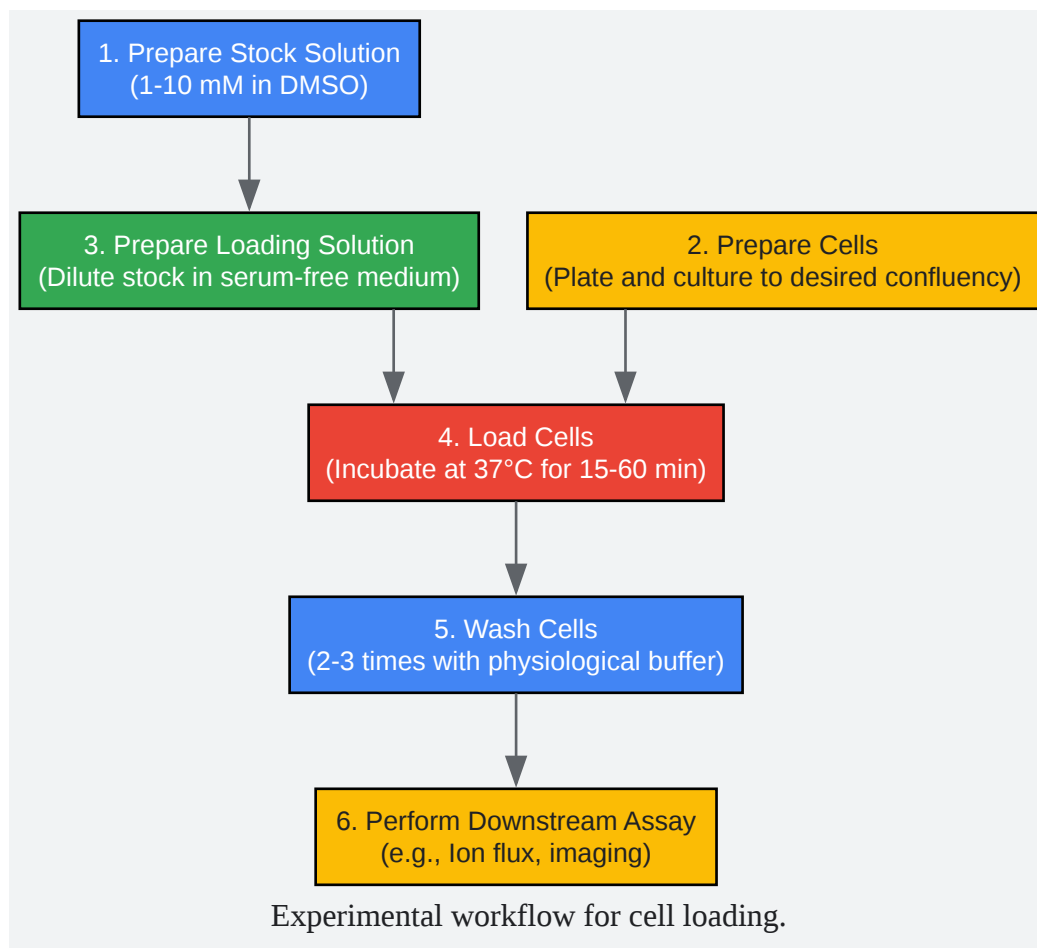 1. Prepare Stock Solution
(1-10 mM in DMSO)
3. Prepare Loading Solution
(Dilute stock in serum-free medium)
2. Prepare Cells
(Plate and culture to desired confluency)
4. Load Cells
(Incubate at 37°C for 15-60 min)
5. Wash Cells
(2-3 times with physiological buffer)
6. Perform Downstream Assay
(e.g., Ion flux, imaging)
Experimental workflow for cell loading.